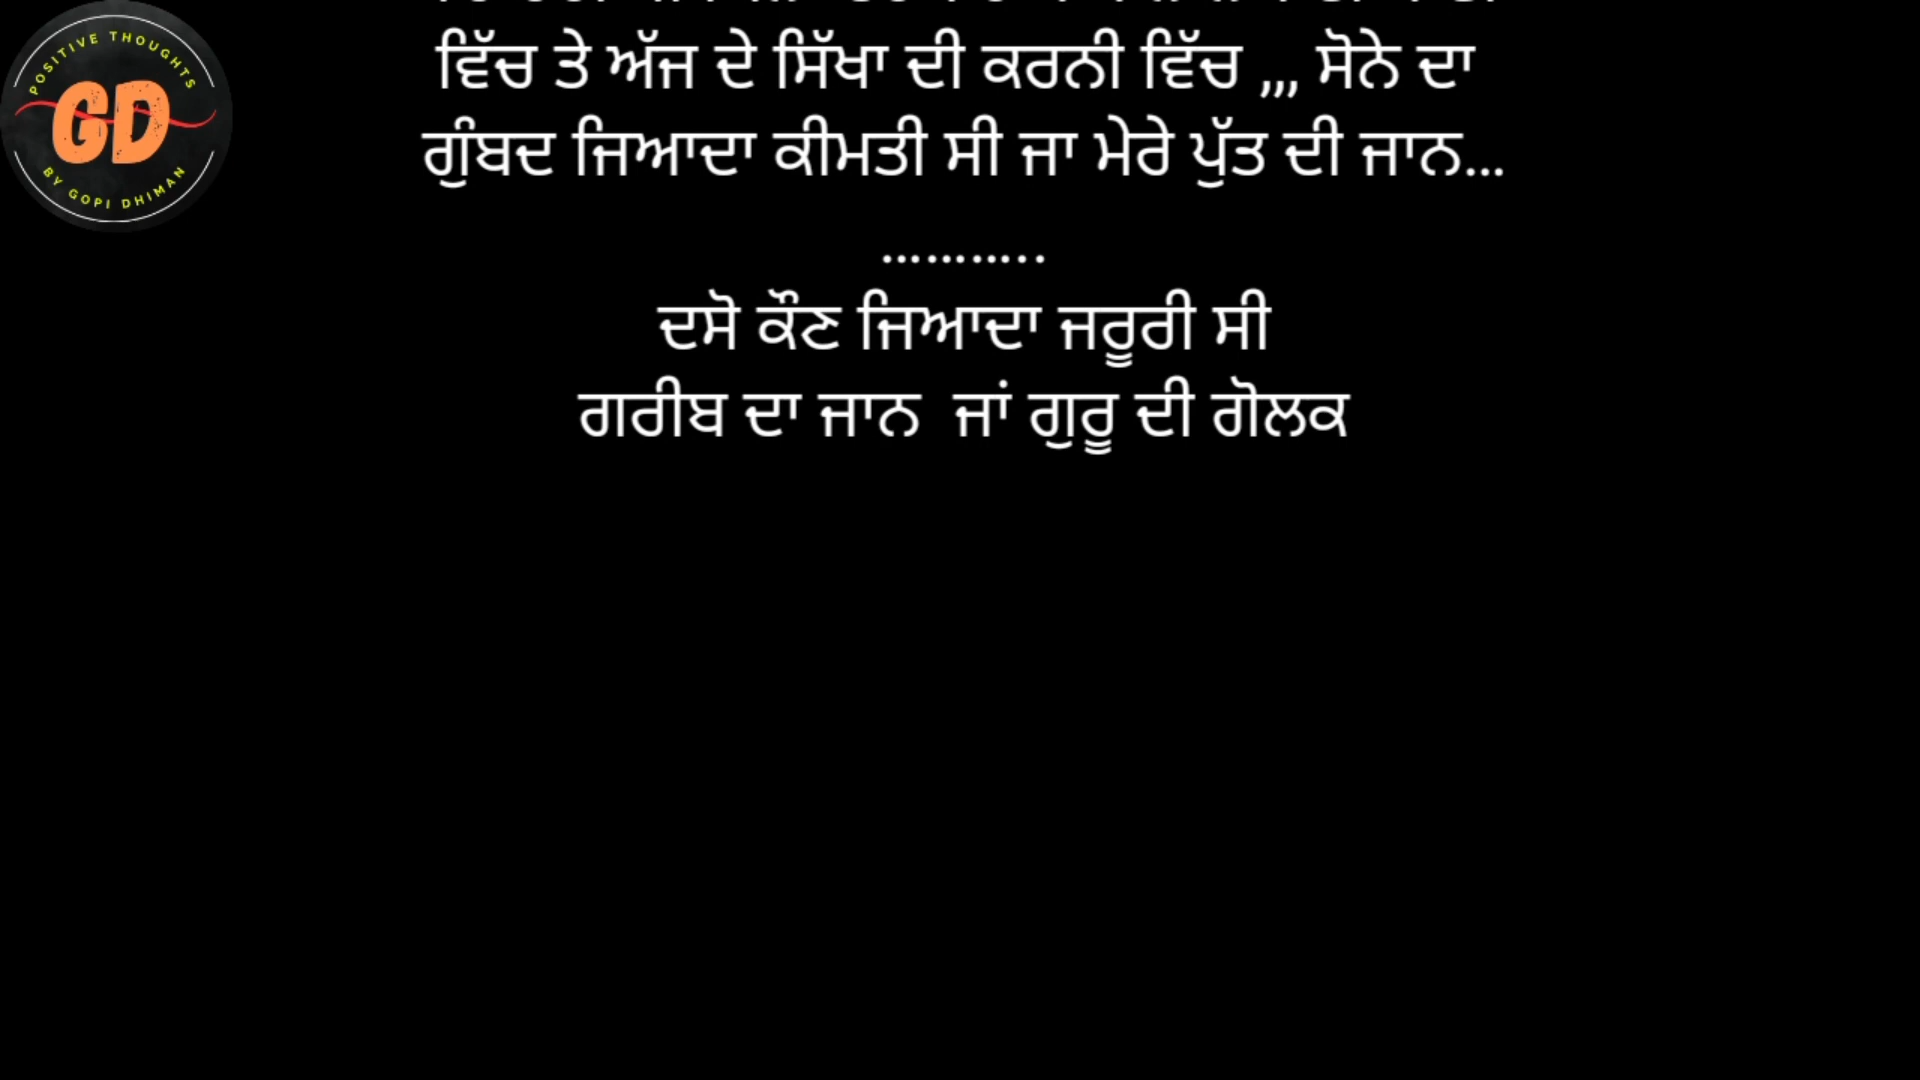 POSITIVE THOUGHTS
GD
BY GOPI DHIMAN
ਵਿੱਚ ਤੇ ਅੱਜ ਦੇ ਸਿੱਖਾ ਦੀ ਕਰਨੀ ਵਿੱਚ ,,, ਸੋਨੇ ਦਾ
ਗੁੰਬਦ ਜਿਆਦਾ ਕੀਮਤੀ ਸੀ ਜਾ ਮੇਰੇ ਪੁੱਤ ਦੀ ਜਾਨ...
………..
ਦਸੋ ਕੌਣ ਜਿਆਦਾ ਜਰੂਰੀ ਸੀ
ਗਰੀਬ ਦਾ ਜਾਨ  ਜਾਂ ਗੁਰੂ ਦੀ ਗੋਲਕ